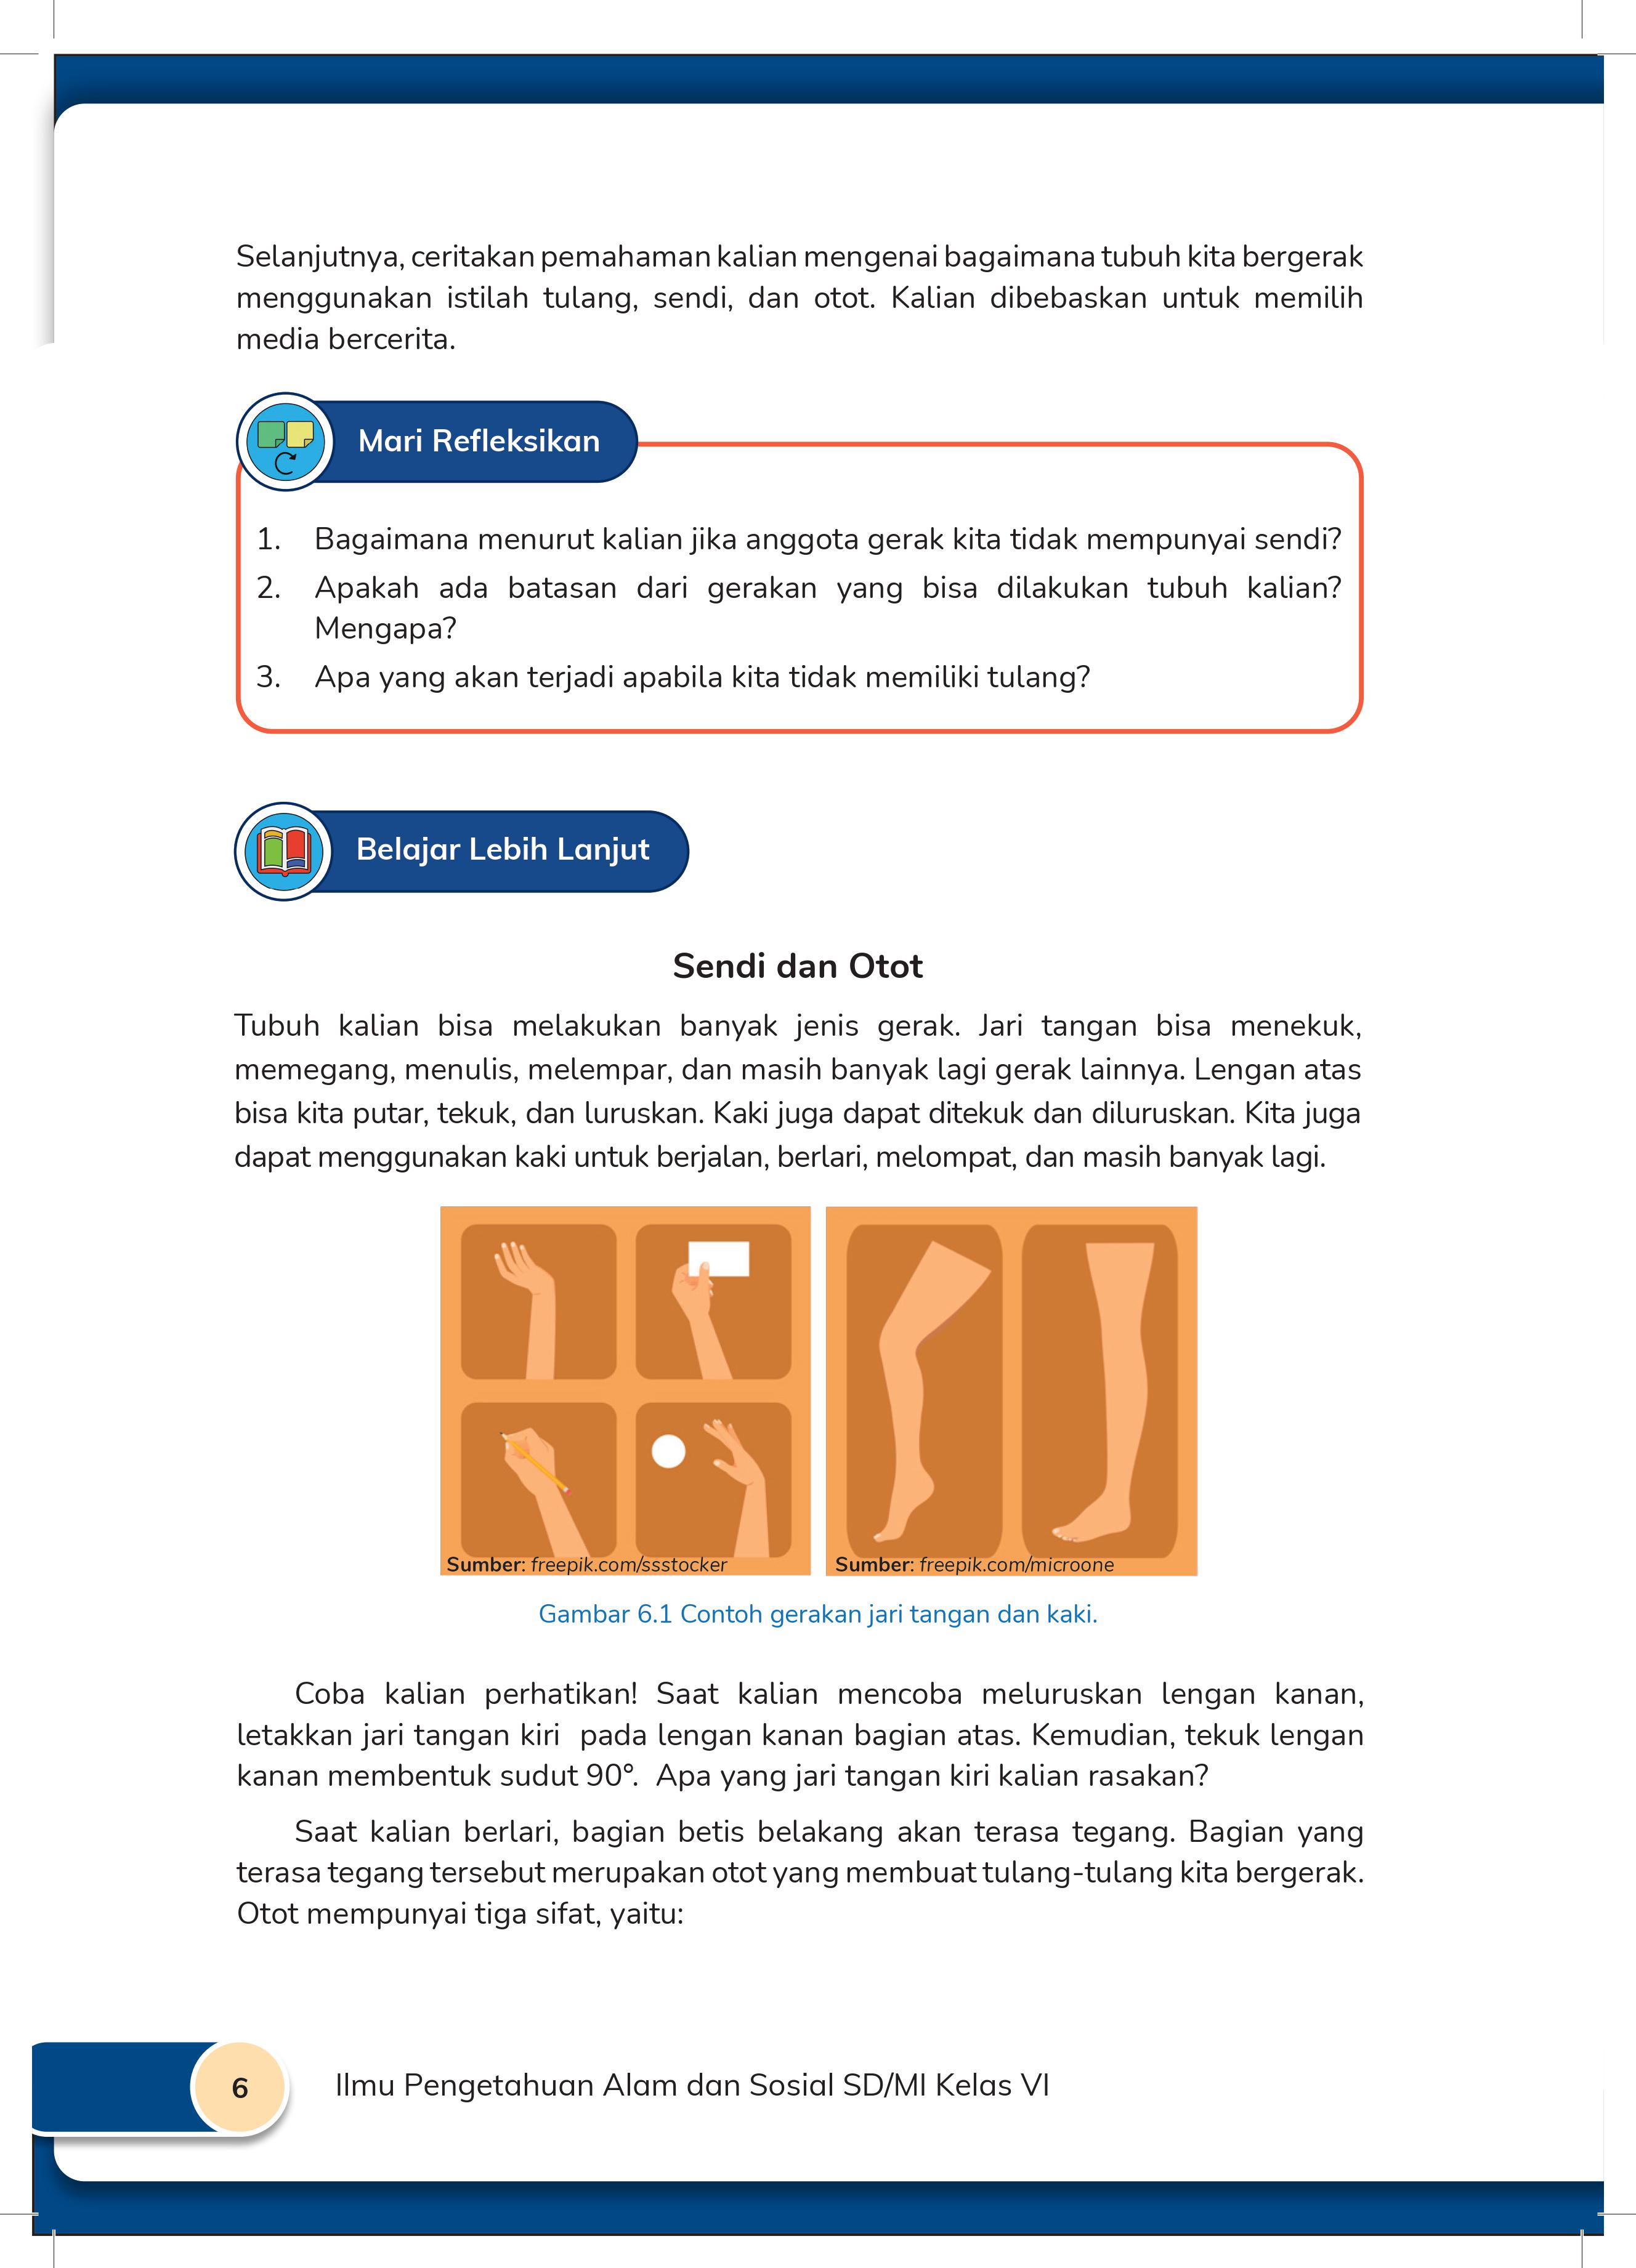 Selanjutnya, ceritakan pemahaman kalian mengenai bagaimana tubuh kita bergerak
menggunakan istilah tulang, sendi, dan otot. Kalian dibebaskan untuk memilih
media bercerita.
Mari Refleksikan
1. Bagaimana menurut kalian jika anggota gerak kita tidak mempunyai sendi?
2. Apakah ada batasan dari gerakan yang bisa dilakukan tubuh kalian?
Mengapa?
3. Apa yang akan terjadi apabila kita tidak memiliki tulang?
Belajar Lebih Lanjut
Sendi dan Otot
Tubuh kalian bisa melakukan banyak jenis gerak. Jari tangan bisa menekuk,
memegang, menulis, melempar, dan masih banyak lagi gerak lainnya. Lengan atas
bisa kita putar, tekuk, dan luruskan. Kaki juga dapat ditekuk dan diluruskan. Kita juga
dapat menggunakan kaki untuk berjalan, berlari, melompat, dan masih banyak lagi.
Sumber: freepik.com/ssstocker
Sumber: freepik.com/microone
Gambar 6.1 Contoh gerakan jari tangan dan kaki.
Coba kalian perhatikan! Saat kalian mencoba meluruskan lengan kanan,
letakkan jari tangan kiri pada lengan kanan bagian atas. Kemudian, tekuk lengan
kanan membentuk sudut 90°. Apa yang jari tangan kiri kalian rasakan?
Saat kalian berlari, bagian betis belakang akan terasa tegang. Bagian yang
terasa tegang tersebut merupakan otot yang membuat tulang-tulang kita bergerak.
Otot mempunyai tiga sifat, yaitu:
6
Ilmu Pengetahuan Alam dan Sosial SD/MI Kelas VI